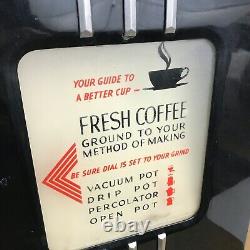 YOUR GUIDE TO
A BETTER CUP —
FRESH COFFEE
GROUND TO YOUR
METHOD OF MAKING
BE SURE DIAL IS SET TO YOUR GRIND
VACUUM POT
DRIP POT
PERCOLATOR
OPEN POT